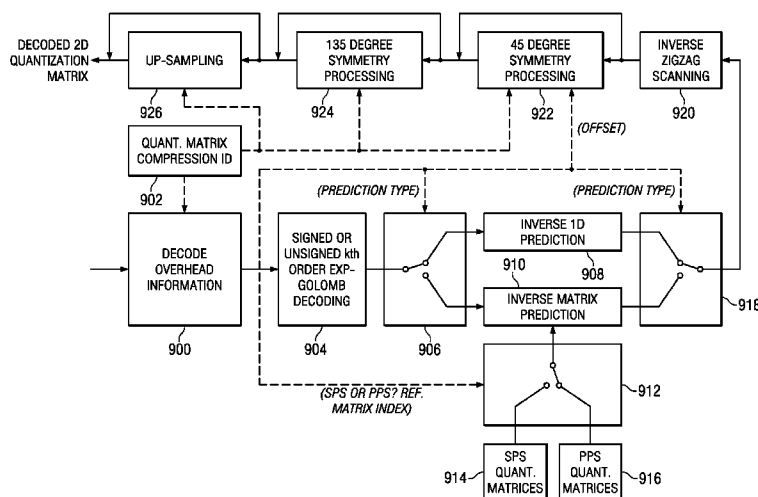 DECODED 2D
QUANTIZATION
MATRIX
UP-SAMPLING
926
135 DEGREE
SYMMETRY
PROCESSING
924
45 DEGREE
SYMMETRY
PROCESSING
922
INVERSE
ZIGZAG
SCANNING
920
(OFFSET)
QUANT. MATRIX
COMPRESSION ID
902
(PREDICTION TYPE)
(PREDICTION TYPE)
DECODE
OVERHEAD
INFORMATION
900
SIGNED OR
UNSIGNED kth
ORDER EXP-
GOLOMB
DECODING
904
906
INVERSE 1D
PREDICTION
908
910
INVERSE MATRIX
PREDICTION
918
(SPS OR PPS? REF.
MATRIX INDEX)
912
914
SPS
QUANT.
MATRICES
PPS
QUANT.
MATRICES
916